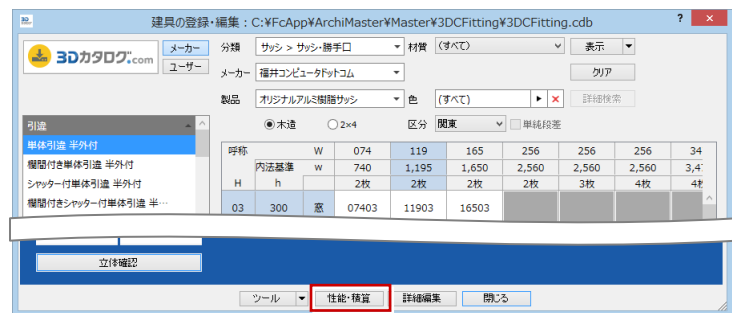 建具の登録・編集：C:¥FcApp¥ArchiMaster¥Master¥3DCFitting¥3DCFitting.cdb ? ×
3Dカタログ.com メーカー 分類 サッシ > サッシ・勝手口 材質 (すべて) 表示
ユーザー メーカー 福井コンピュータドットコム クリア
製品 オリジナルアルミ樹脂サッシ 色 (すべて) 詳細検索
引違 木造 2×4 区分 関東 単純段差
単体引違 半外付 呼称 W 074 119 165 256 256 256 34
欄間付き単体引違 半外付 内法基準 w 740 1,195 1,650 2,560 2,560 2,560
シャッター付単体引違 半外付 H h 2枚 2枚 2枚 2枚 3枚 4枚
欄間付きシャッター付単体引違 半… 03 300 窓 07403 11903 16503
立体確認
ツール 性能・積算 詳細編集 閉じる